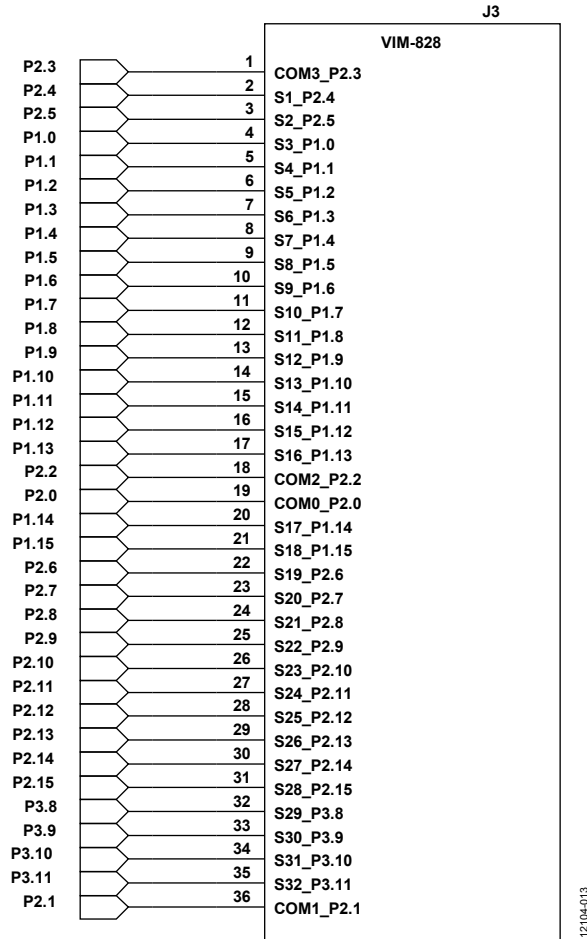 J3
VIM-828
P2.3 1 COM3_P2.3
P2.4 2 S1_P2.4
P2.5 3 S2_P2.5
P1.0 4 S3_P1.0
P1.1 5 S4_P1.1
P1.2 6 S5_P1.2
P1.3 7 S6_P1.3
P1.4 8 S7_P1.4
P1.5 9 S8_P1.5
P1.6 10 S9_P1.6
P1.7 11 S10_P1.7
P1.8 12 S11_P1.8
P1.9 13 S12_P1.9
P1.10 14 S13_P1.10
P1.11 15 S14_P1.11
P1.12 16 S15_P1.12
P1.13 17 S16_P1.13
P2.2 18 COM2_P2.2
P2.0 19 COM0_P2.0
P1.14 20 S17_P1.14
P1.15 21 S18_P1.15
P2.6 22 S19_P2.6
P2.7 23 S20_P2.7
P2.8 24 S21_P2.8
P2.9 25 S22_P2.9
P2.10 26 S23_P2.10
P2.11 27 S24_P2.11
P2.12 28 S25_P2.12
P2.13 29 S26_P2.13
P2.14 30 S27_P2.14
P2.15 31 S28_P2.15
P3.8 32 S29_P3.8
P3.9 33 S30_P3.9
P3.10 34 S31_P3.10
P3.11 35 S32_P3.11
P2.1 36 COM1_P2.1
12104-013